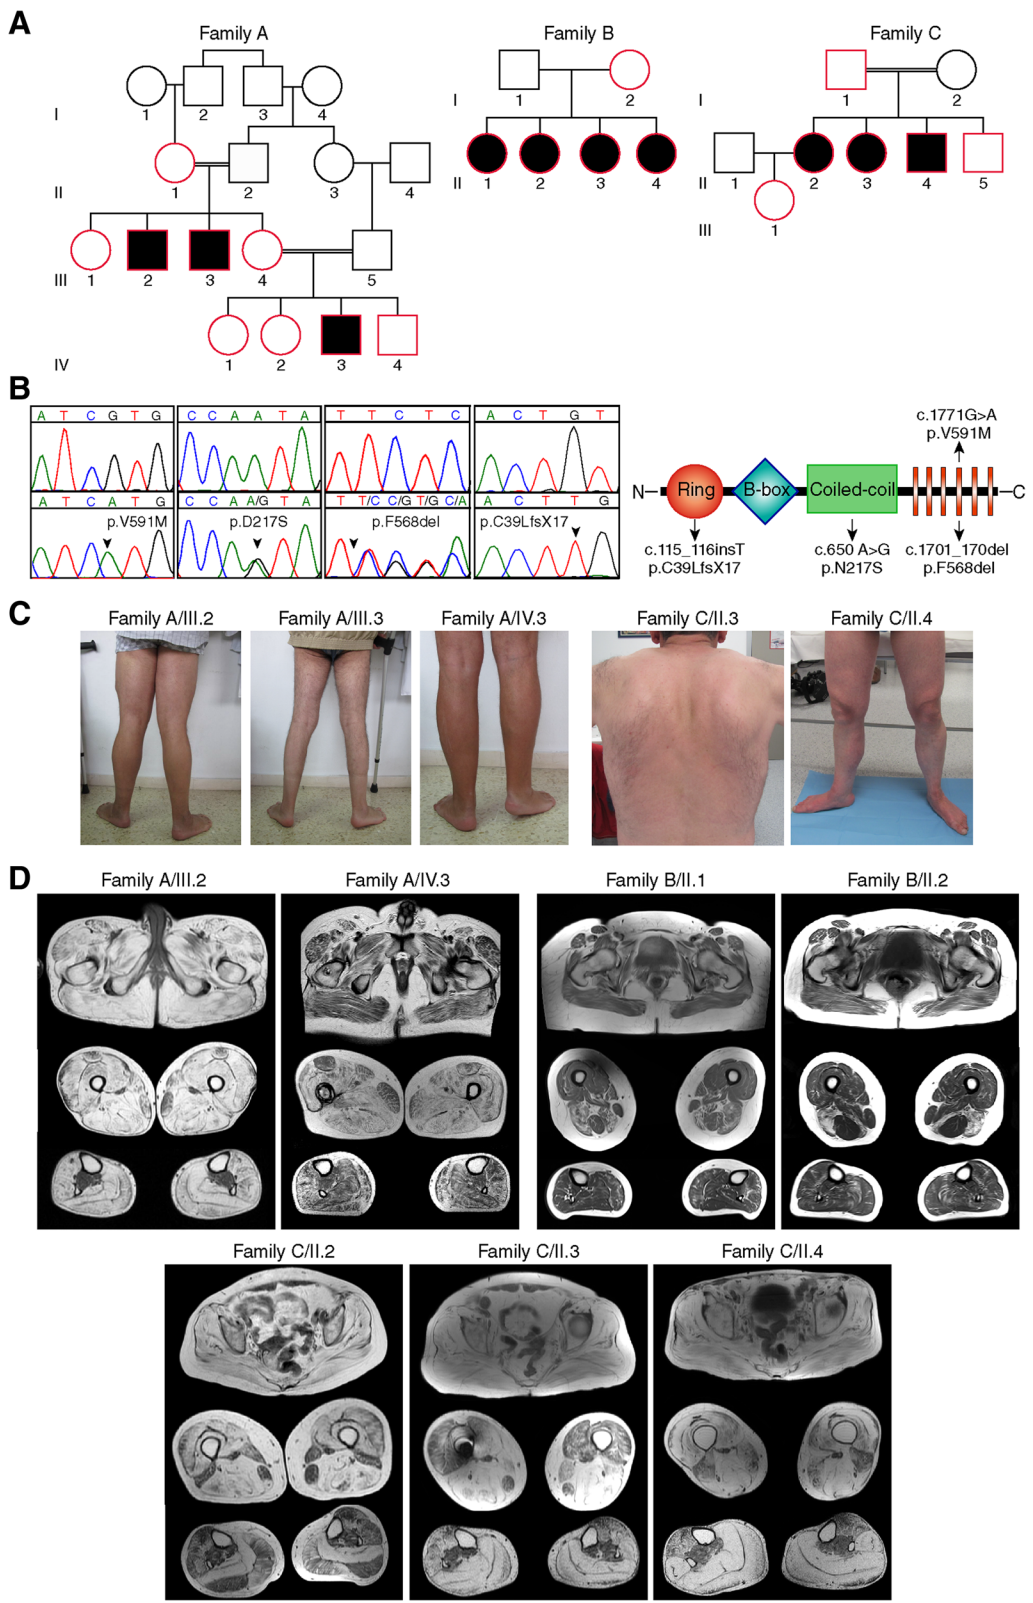 A
Family A
Family B
Family C
I
1
2
3
4
II
1
2
3
4
III
1
2
3
4
5
IV
1
2
3
4
I
1
2
II
1
2
3
4
I
1
2
II
1
2
3
4
5
III
1
B
A T C G T G
C C A A T A
T T C T C
A C T G T
A T C A T G
C C A A/G T A
T T/C C/G T/G C/A
A C T T G
p.V591M
p.D217S
p.F568del
p.C39LfsX17
c.1771G>A
p.V591M
N
Ring
B-box
Coiled-coil
C
c.115_116insT
p.C39LfsX17
c.650 A>G
p.N217S
c.1701_170del
p.F568del
C
Family A/III.2
Family A/III.3
Family A/IV.3
Family C/II.3
Family C/II.4
D
Family A/III.2
Family A/IV.3
Family B/II.1
Family B/II.2
Family C/II.2
Family C/II.3
Family C/II.4